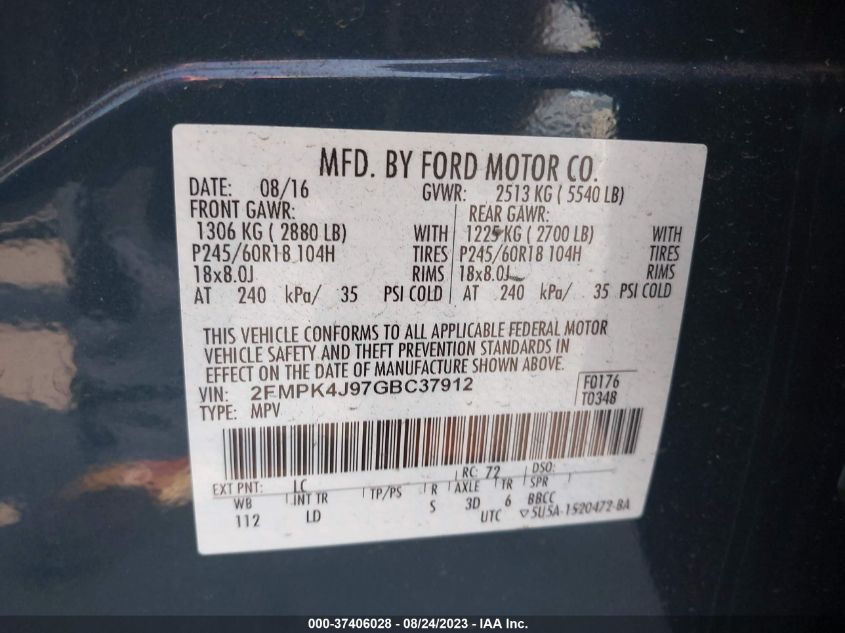 MFD. BY FORD MOTOR CO.
DATE: 08/16 GVWR: 2513 KG ( 5540 LB)
FRONT GAWR: REAR GAWR:
1306 KG ( 2880 LB) WITH 1225 KG ( 2700 LB) WITH
P245/60R18 104H TIRES P245/60R18 104H TIRES
18x8.0J RIMS 18x8.0J RIMS
AT 240 kPa/ 35 PSI COLD AT 240 kPa/ 35 PSI COLD
THIS VEHICLE CONFORMS TO ALL APPLICABLE FEDERAL MOTOR
VEHICLE SAFETY AND THEFT PREVENTION STANDARDS IN
EFFECT ON THE DATE OF MANUFACTURE SHOWN ABOVE.
VIN: 2FMPK4J97GBC37912 F0176
TYPE: MPV T0348
EXT PNT: LC RC: 72 DSO:
WB INT TR TP/PS R AXLE TR SPR
112 LD S 3D 6 BBCC
UTC ▽5U5A-1520472-BA
000-37406028 - 08/24/2023 - IAA Inc.